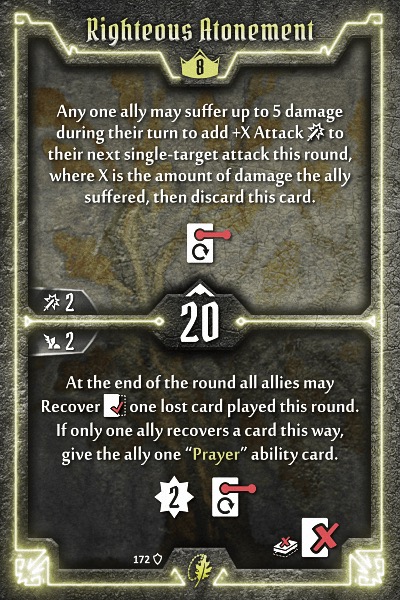 Righteous Atonement
8
Any one ally may suffer up to 5 damage
during their turn to add +X Attack to
their next single-target attack this round,
where X is the amount of damage the ally
suffered, then discard this card.
2
20
2
At the end of the round all allies may
Recover one lost card played this round.
If only one ally recovers a card this way,
give the ally one “Prayer” ability card.
2
172